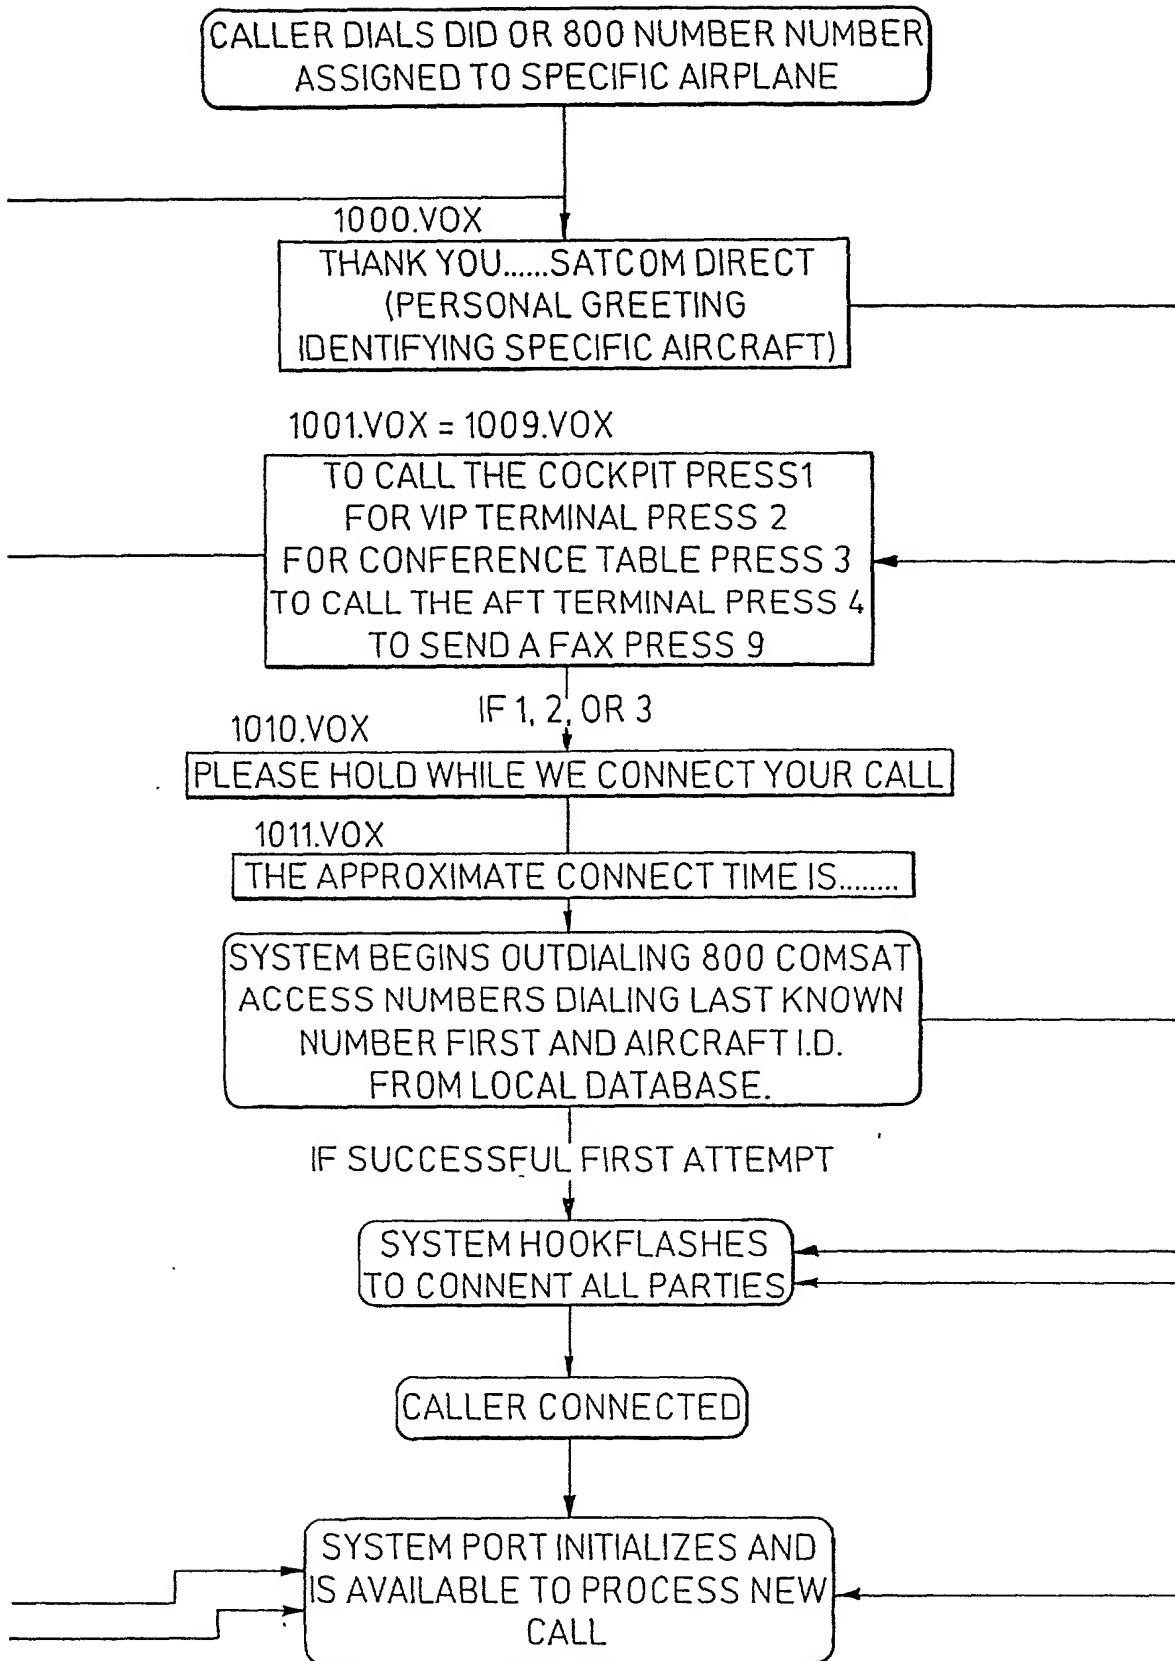 CALLER DIALS DID OR 800 NUMBER NUMBER
ASSIGNED TO SPECIFIC AIRPLANE
1000.VOX
THANK YOU......SATCOM DIRECT
(PERSONAL GREETING
IDENTIFYING SPECIFIC AIRCRAFT)
1001.VOX = 1009.VOX
TO CALL THE COCKPIT PRESS1
FOR VIP TERMINAL PRESS 2
FOR CONFERENCE TABLE PRESS 3
TO CALL THE AFT TERMINAL PRESS 4
TO SEND A FAX PRESS 9
IF 1, 2, OR 3
1010.VOX
PLEASE HOLD WHILE WE CONNECT YOUR CALL
1011.VOX
THE APPROXIMATE CONNECT TIME IS........
SYSTEM BEGINS OUTDIALING 800 COMSAT
ACCESS NUMBERS DIALING LAST KNOWN
NUMBER FIRST AND AIRCRAFT I.D.
FROM LOCAL DATABASE.
IF SUCCESSFUL FIRST ATTEMPT
SYSTEM HOOKFLASHES
TO CONNENT ALL PARTIES
CALLER CONNECTED
SYSTEM PORT INITIALIZES AND
IS AVAILABLE TO PROCESS NEW
CALL